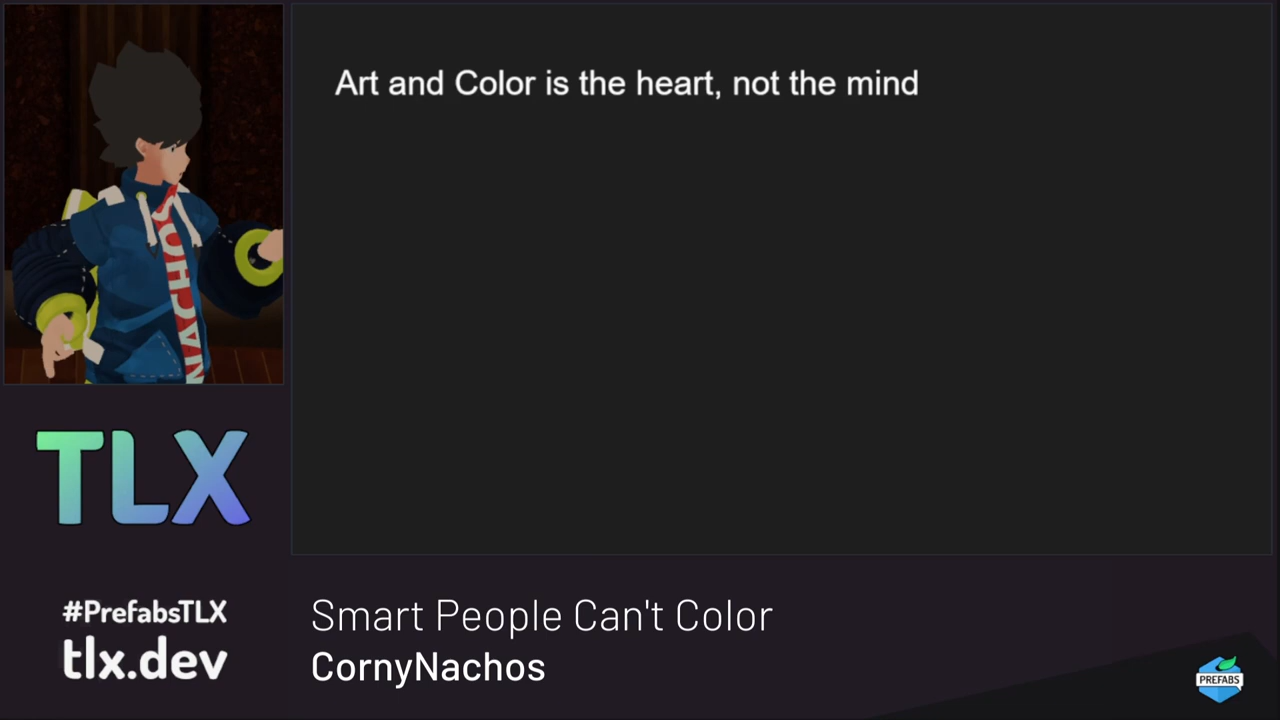 Art and Color is the heart, not the mind
NACHOS
TLX
#PrefabsTLX
tlx.dev
Smart People Can't Color
CornyNachos
PREFABS